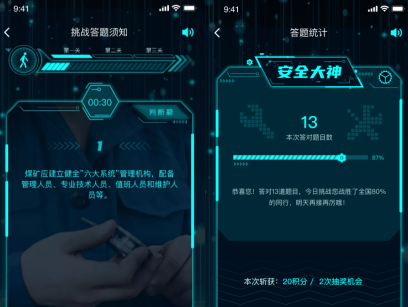 9:41
挑战答题须知
第一关 第二关 第三关
00:30
判断题
1
煤矿应建立健全"六大系统"管理机构，配备
管理人员、专业技术人员、值班人员和维护人
员等。
9:41
答题统计
安全大神
13
本次答对题目数
87%
恭喜您！答对13道题目，今日挑战您战胜了全国80%
的同行，明天再接再厉哦！
本次斩获：20积分 / 2次抽奖机会